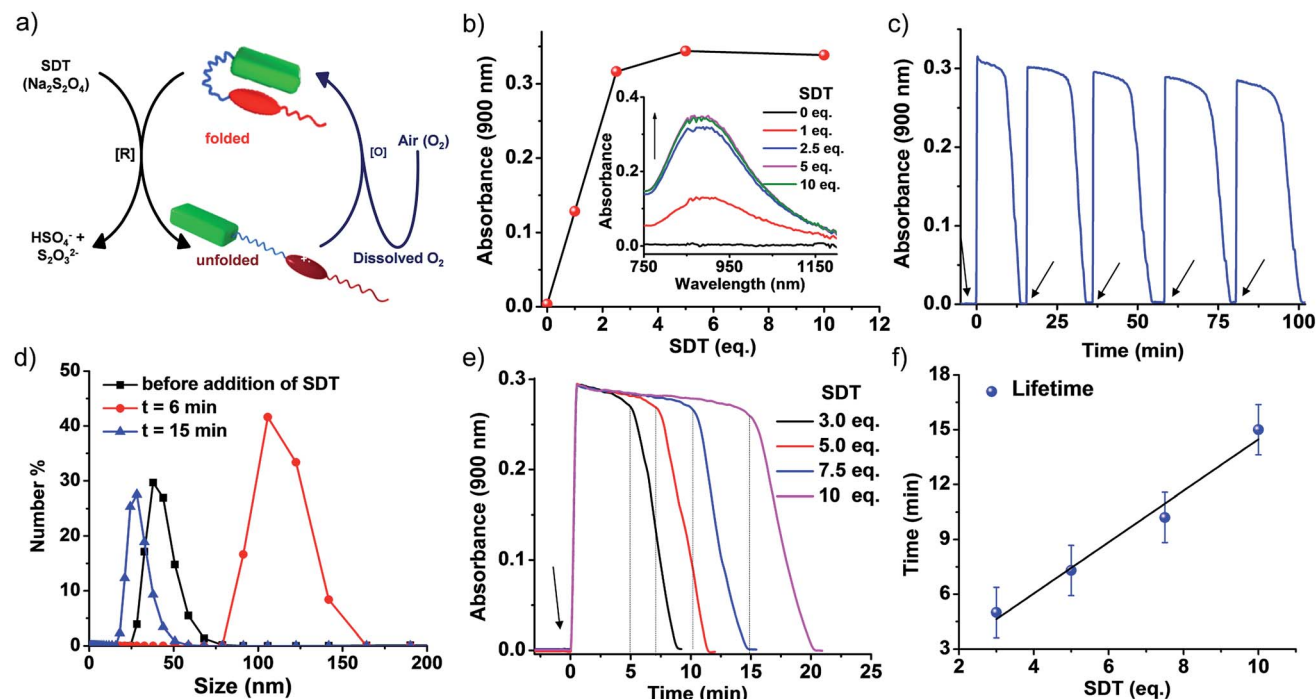 a)
SDT
(Na₂S₂O₄)
folded
[R]
[O]
Air (O₂)
HSO₄⁻ +
S₂O₃²⁻
unfolded
Dissolved O₂
b)
Absorbance (900 nm)
0.3
0.2
0.1
0.0
0 2 4 6 8 10 12
SDT (eq.)
Absorbance
0.4
0.2
0.0
750 950 1150
Wavelength (nm)
SDT
0 eq.
1 eq.
2.5 eq.
5 eq.
10 eq.
c)
Absorbance (900 nm)
0.3
0.2
0.1
0.0
0 25 50 75 100
Time (min)
d)
before addition of SDT
t = 6 min
t = 15 min
Number %
50
40
30
20
10
0
0 50 100 150 200
Size (nm)
e)
Absorbance (900 nm)
0.3
0.2
0.1
0.0
0 5 10 15 20 25
Time (min)
SDT
3.0 eq.
5.0 eq.
7.5 eq.
10 eq.
f)
Lifetime
Time (min)
18
15
12
9
6
3
2 4 6 8 10
SDT (eq.)